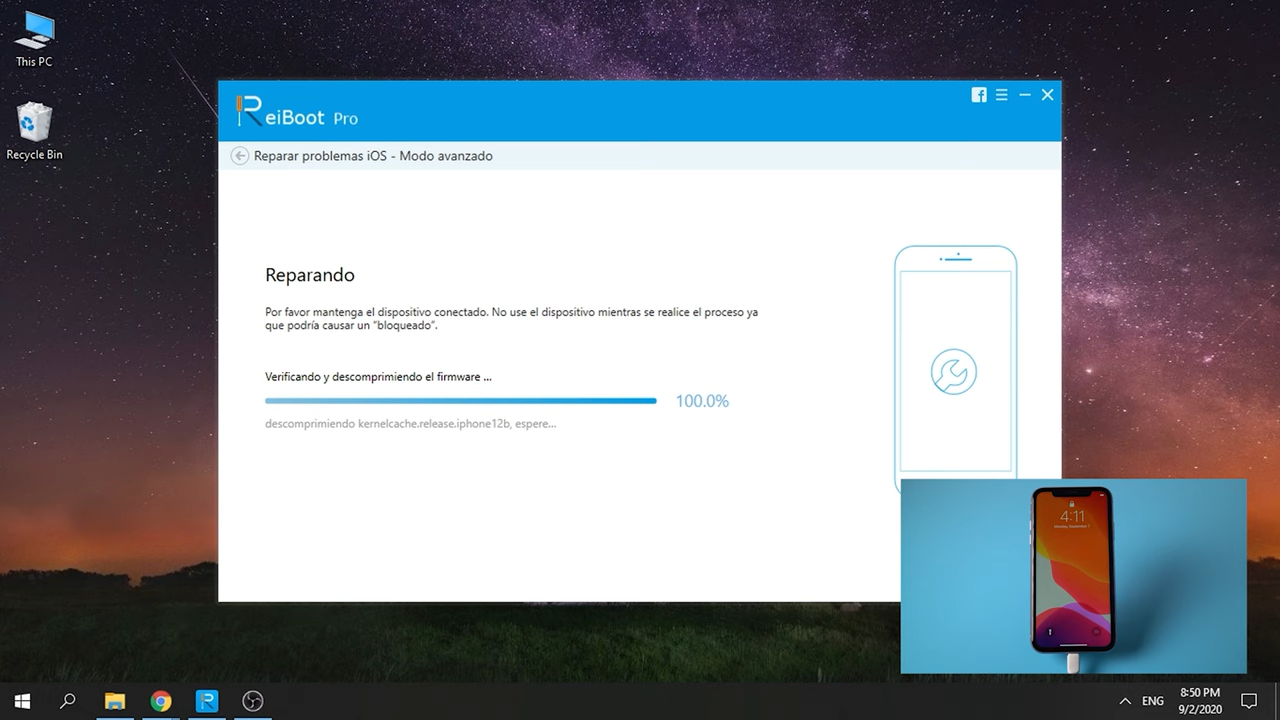 This PC
Recycle Bin
ReiBoot Pro
Reparar problemas iOS - Modo avanzado
Reparando
Por favor mantenga el dispositivo conectado. No use el dispositivo mientras se realice el proceso ya
que podría causar un “bloqueado”.
Verificando y descomprimiendo el firmware ...
100.0%
descomprimiendo kernelcache.release.iphone12b, espere...
4:11
ENG
8:50 PM
9/2/2020